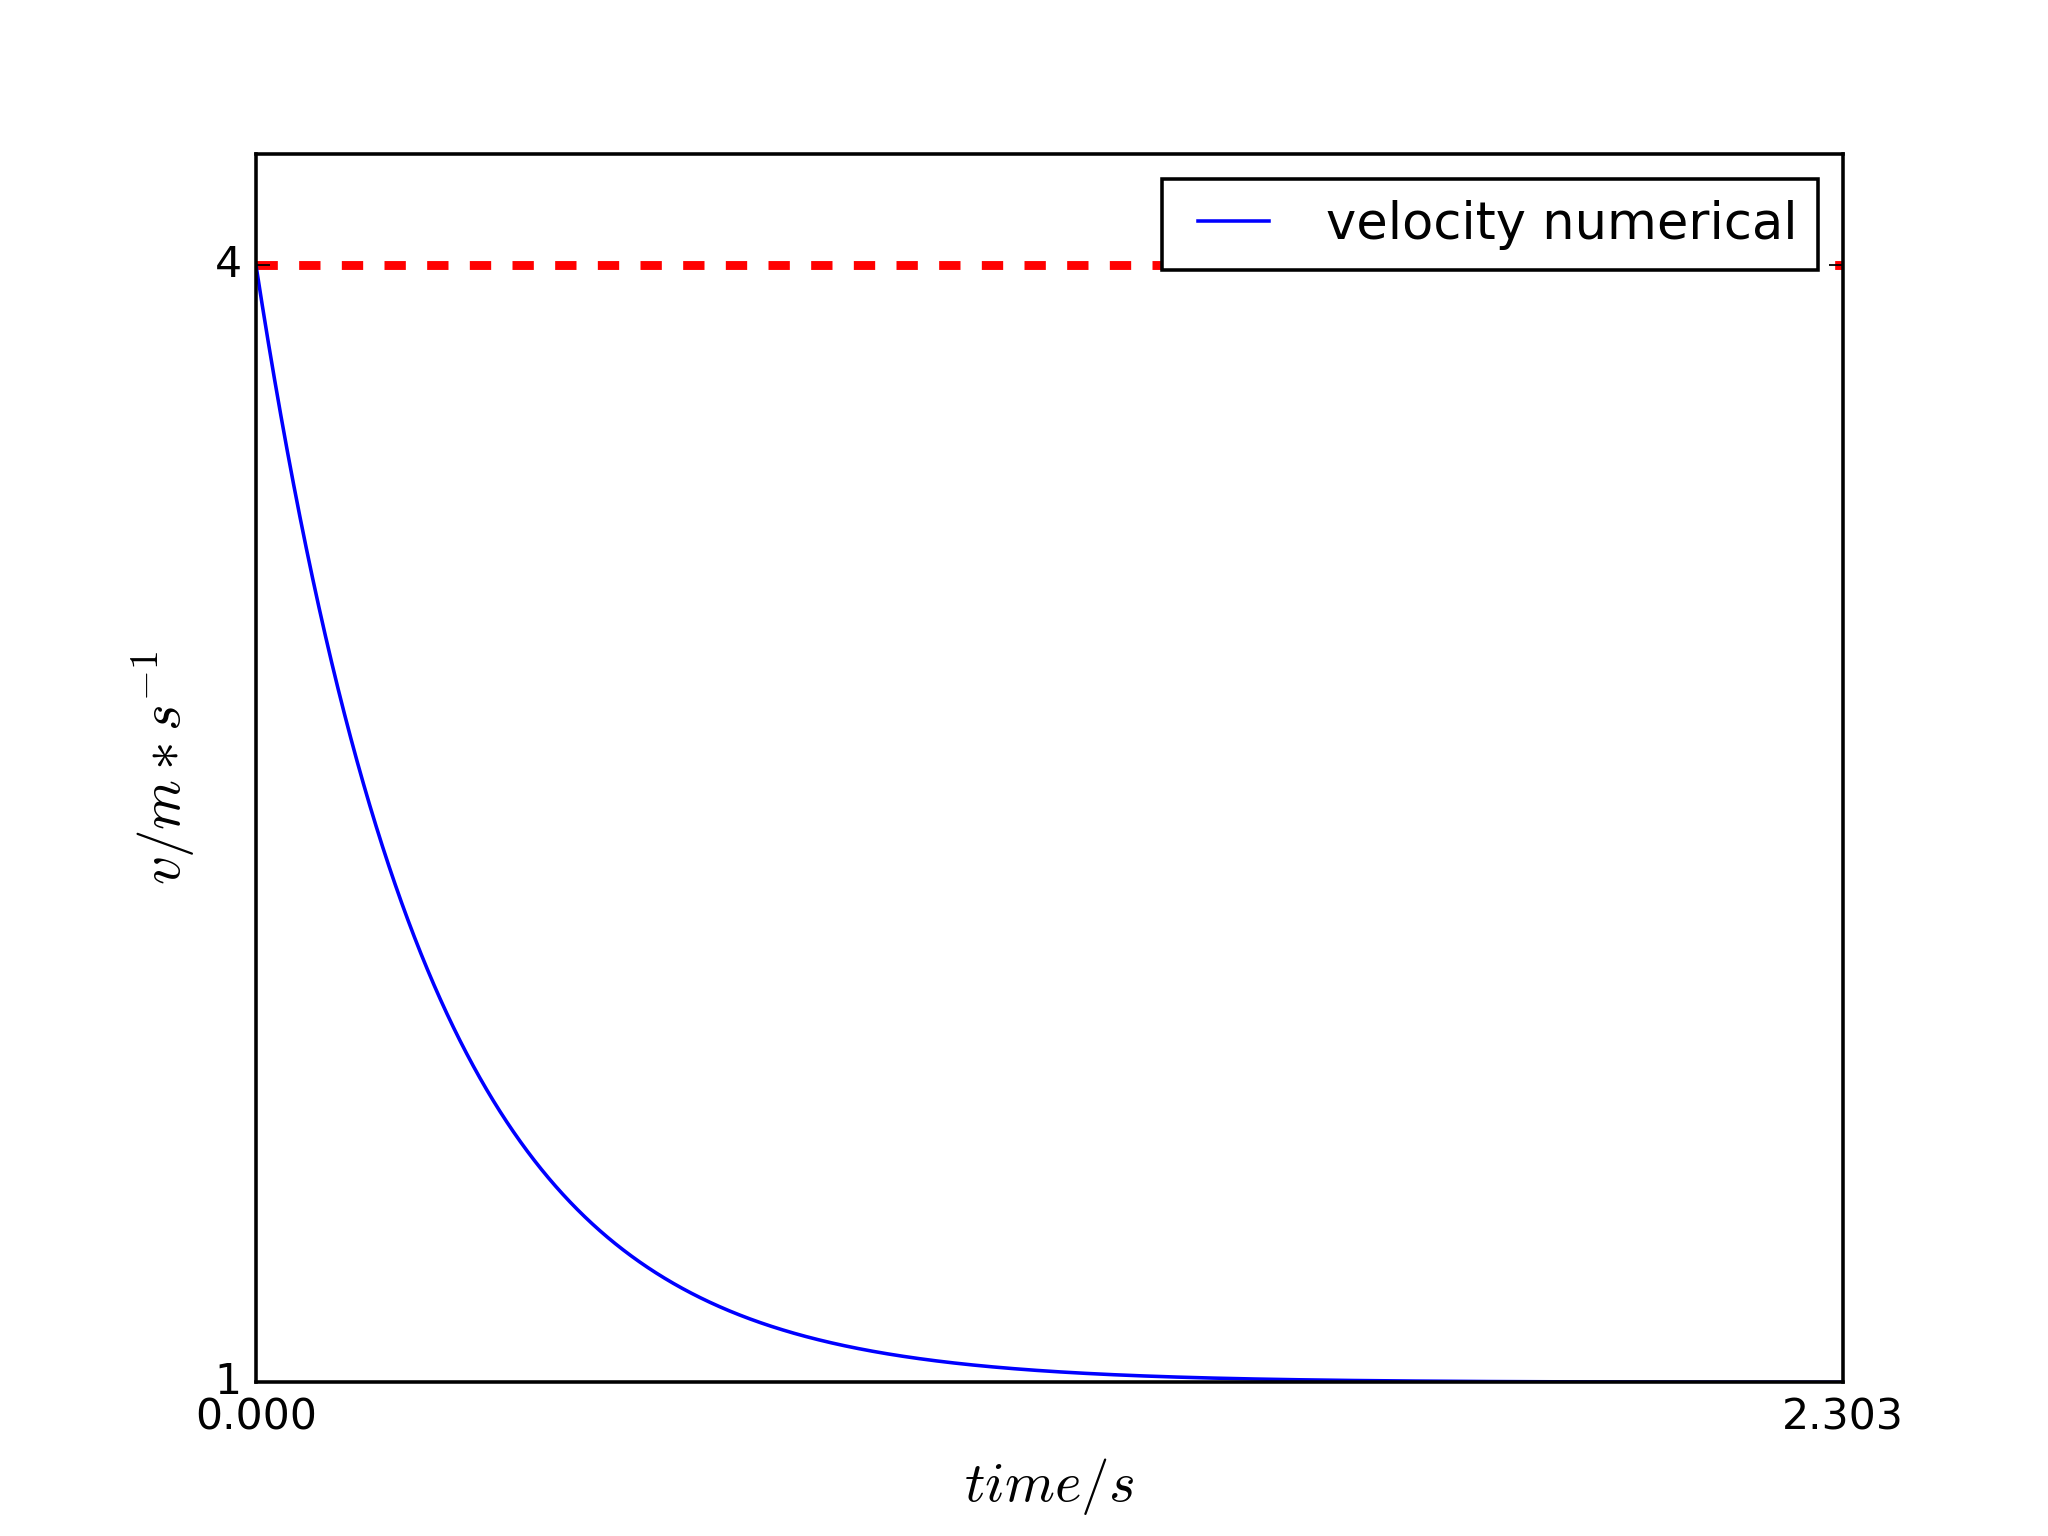 velocity numerical
4
v/m * s⁻¹
1
0.000
2.303
time/s